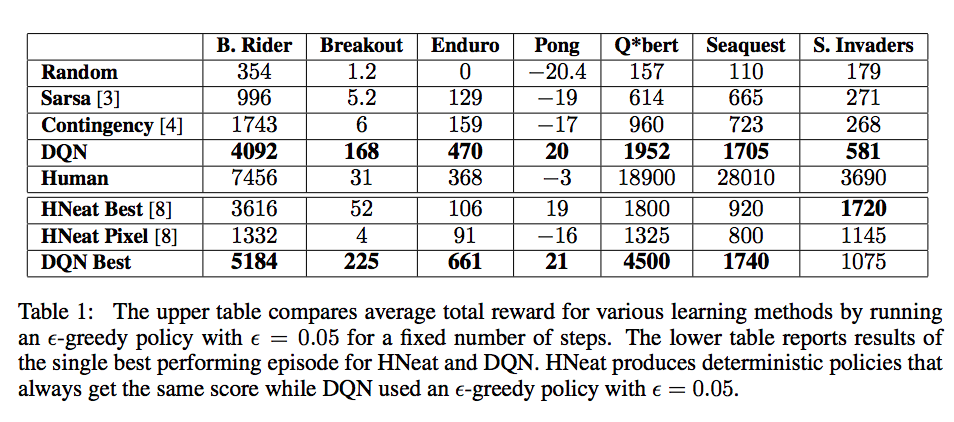 B. Rider Breakout Enduro Pong Q*bert Seaquest S. Invaders
Random 354 1.2 0 −20.4 157 110 179
Sarsa [3] 996 5.2 129 −19 614 665 271
Contingency [4] 1743 6 159 −17 960 723 268
DQN 4092 168 470 20 1952 1705 581
Human 7456 31 368 −3 18900 28010 3690
HNeat Best [8] 3616 52 106 19 1800 920 1720
HNeat Pixel [8] 1332 4 91 −16 1325 800 1145
DQN Best 5184 225 661 21 4500 1740 1075
Table 1: The upper table compares average total reward for various learning methods by running
an ϵ-greedy policy with ϵ = 0.05 for a fixed number of steps. The lower table reports results of
the single best performing episode for HNeat and DQN. HNeat produces deterministic policies that
always get the same score while DQN used an ϵ-greedy policy with ϵ = 0.05.